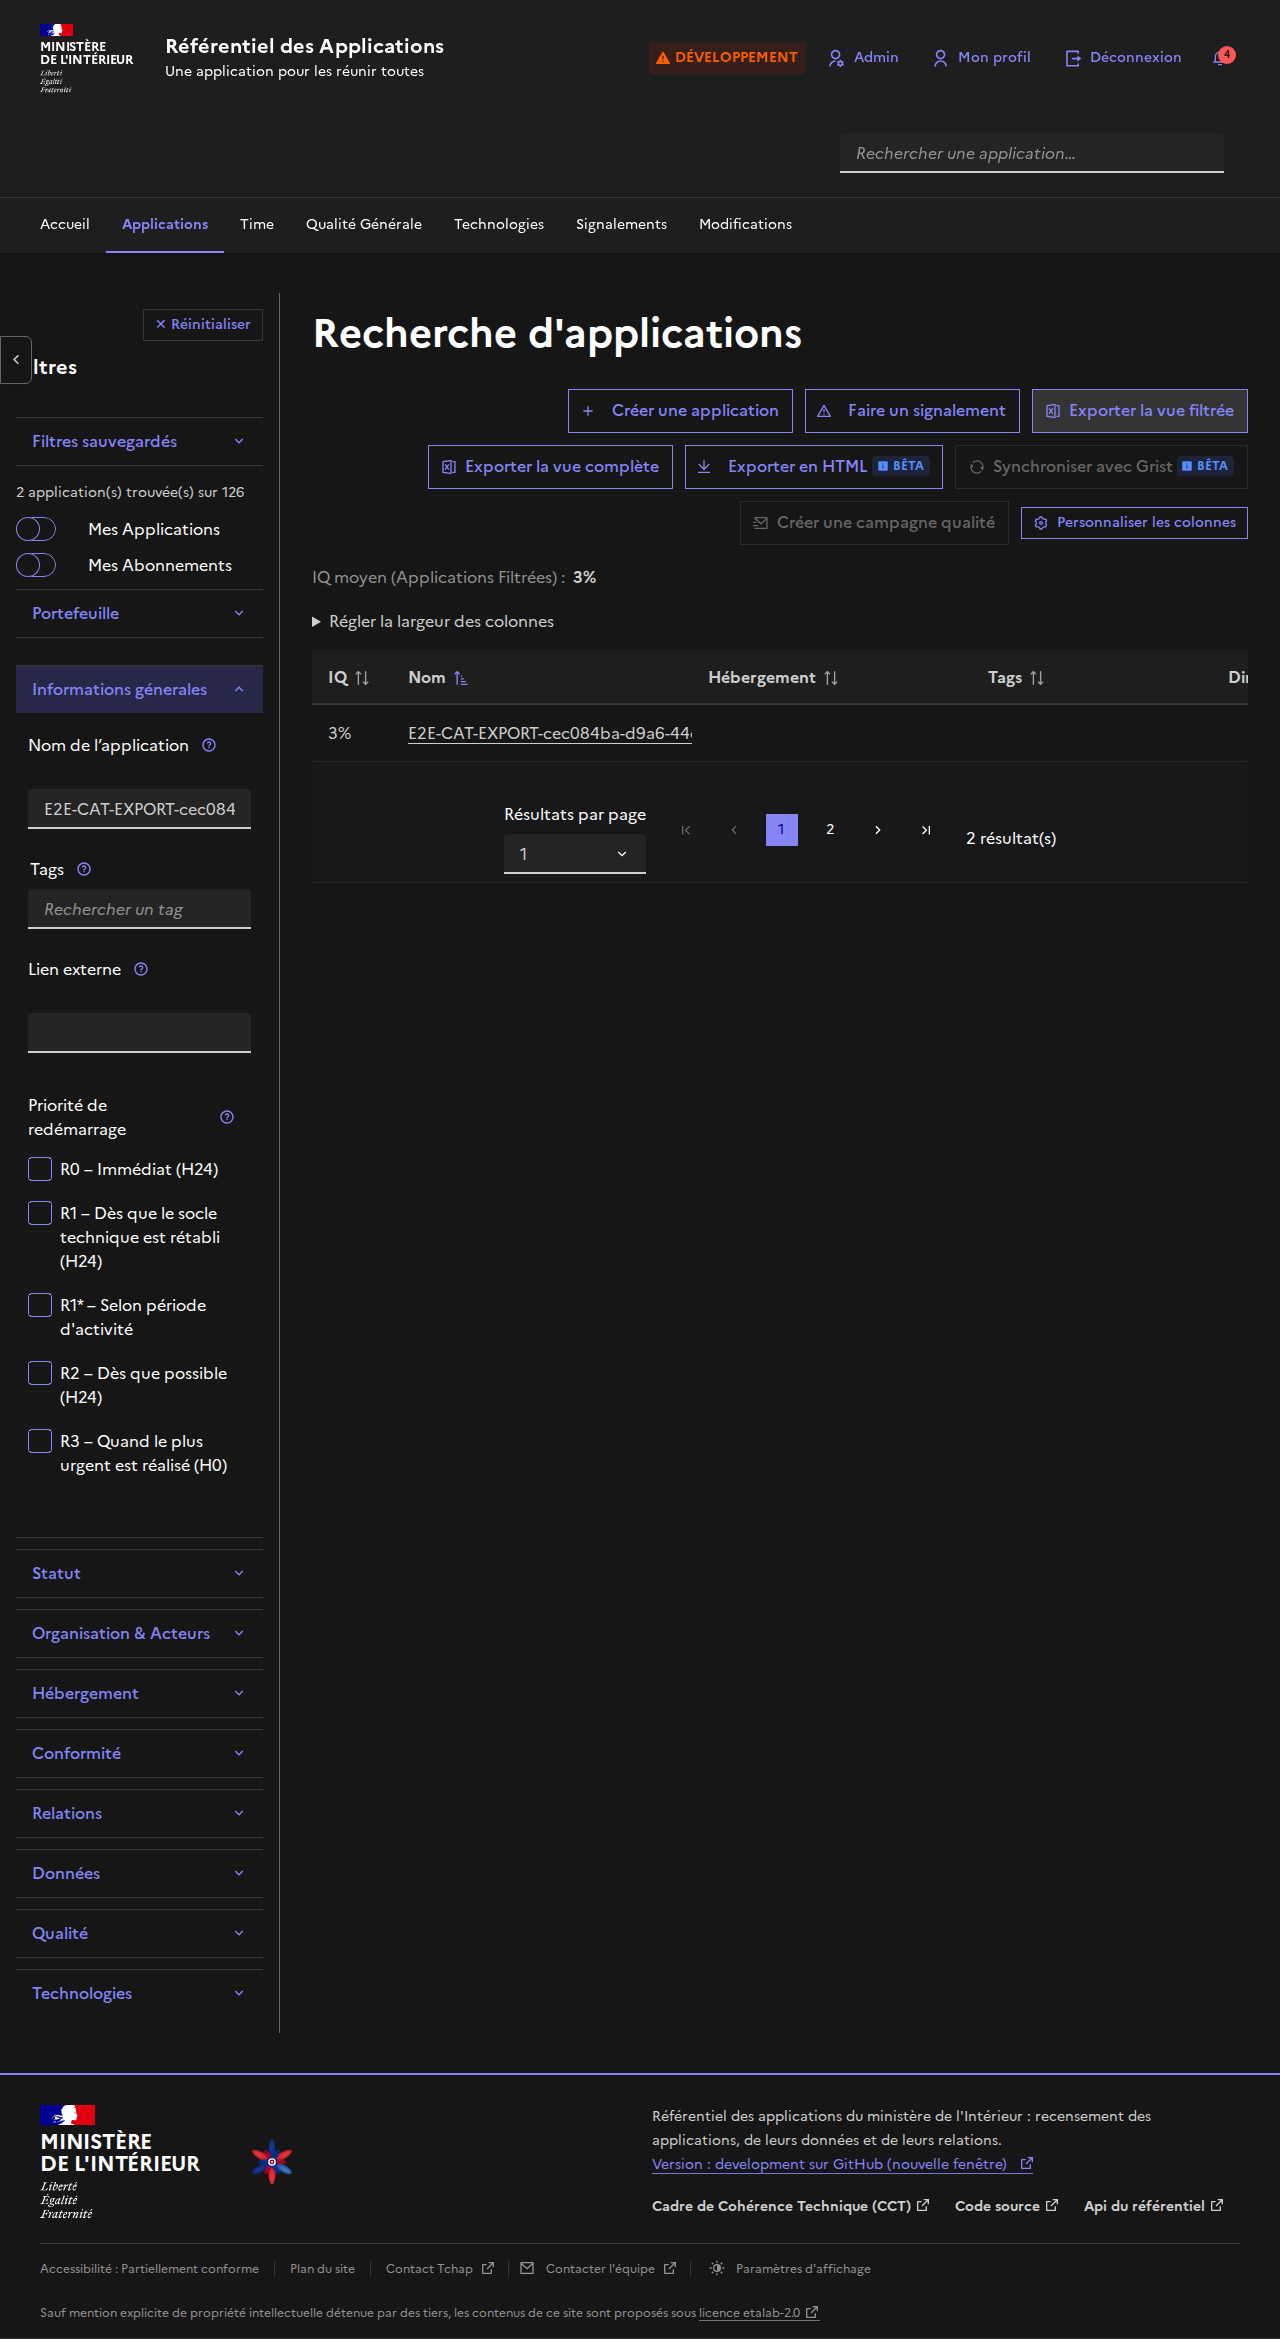 MINISTÈRE
DE L'INTÉRIEUR
Liberté
Égalité
Fraternité
Référentiel des Applications
Une application pour les réunir toutes
DÉVELOPPEMENT
Admin
Mon profil
Déconnexion
4
Rechercher une application...
Accueil
Applications
Time
Qualité Générale
Technologies
Signalements
Modifications
✕ Réinitialiser
ltres
Filtres sauvegardés
2 application(s) trouvée(s) sur 126
Mes Applications
Mes Abonnements
Portefeuille
Informations génerales
Nom de l’application
E2E-CAT-EXPORT-cec084
Tags
Rechercher un tag
Lien externe
Priorité de
redémarrage
R0 – Immédiat (H24)
R1 – Dès que le socle
technique est rétabli
(H24)
R1* – Selon période
d'activité
R2 – Dès que possible
(H24)
R3 – Quand le plus
urgent est réalisé (H0)
Statut
Organisation & Acteurs
Hébergement
Conformité
Relations
Données
Qualité
Technologies
Recherche d'applications
Créer une application
Faire un signalement
Exporter la vue filtrée
Exporter la vue complète
Exporter en HTML BÊTA
Synchroniser avec Grist BÊTA
Créer une campagne qualité
Personnaliser les colonnes
IQ moyen (Applications Filtrées) : 3%
Régler la largeur des colonnes
IQ Nom Hébergement Tags Dir
3% E2E-CAT-EXPORT-cec084ba-d9a6-44
Résultats par page
1
1 2
2 résultat(s)
MINISTÈRE
DE L'INTÉRIEUR
Liberté
Égalité
Fraternité
Référentiel des applications du ministère de l'Intérieur : recensement des
applications, de leurs données et de leurs relations.
Version : development sur GitHub (nouvelle fenêtre)
Cadre de Cohérence Technique (CCT)
Code source
Api du référentiel
Accessibilité : Partiellement conforme
Plan du site
Contact Tchap
Contacter l'équipe
Paramètres d'affichage
Sauf mention explicite de propriété intellectuelle détenue par des tiers, les contenus de ce site sont proposés sous licence etalab-2.0